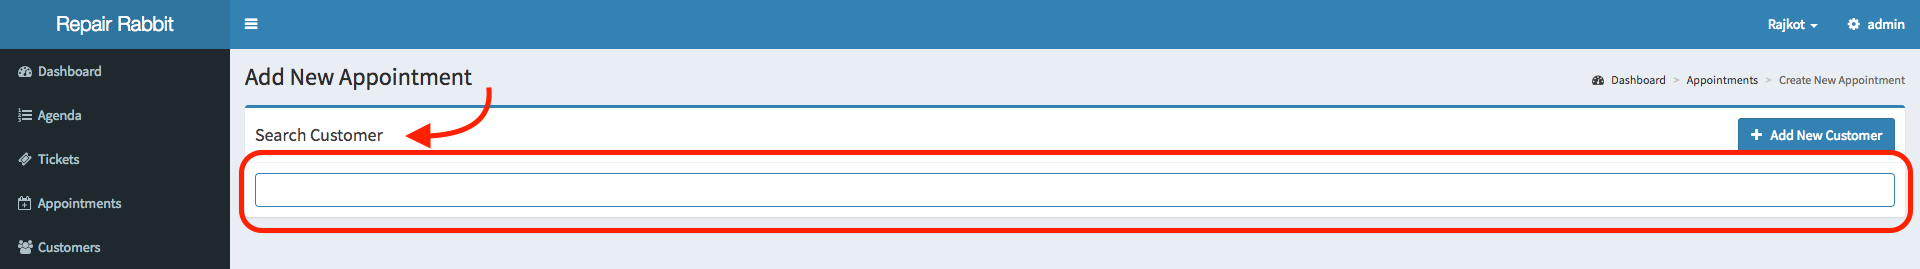 Repair Rabbit
Rajkot
admin
Dashboard
Agenda
Tickets
Appointments
Customers
Add New Appointment
Dashboard > Appointments > Create New Appointment
Search Customer
+ Add New Customer